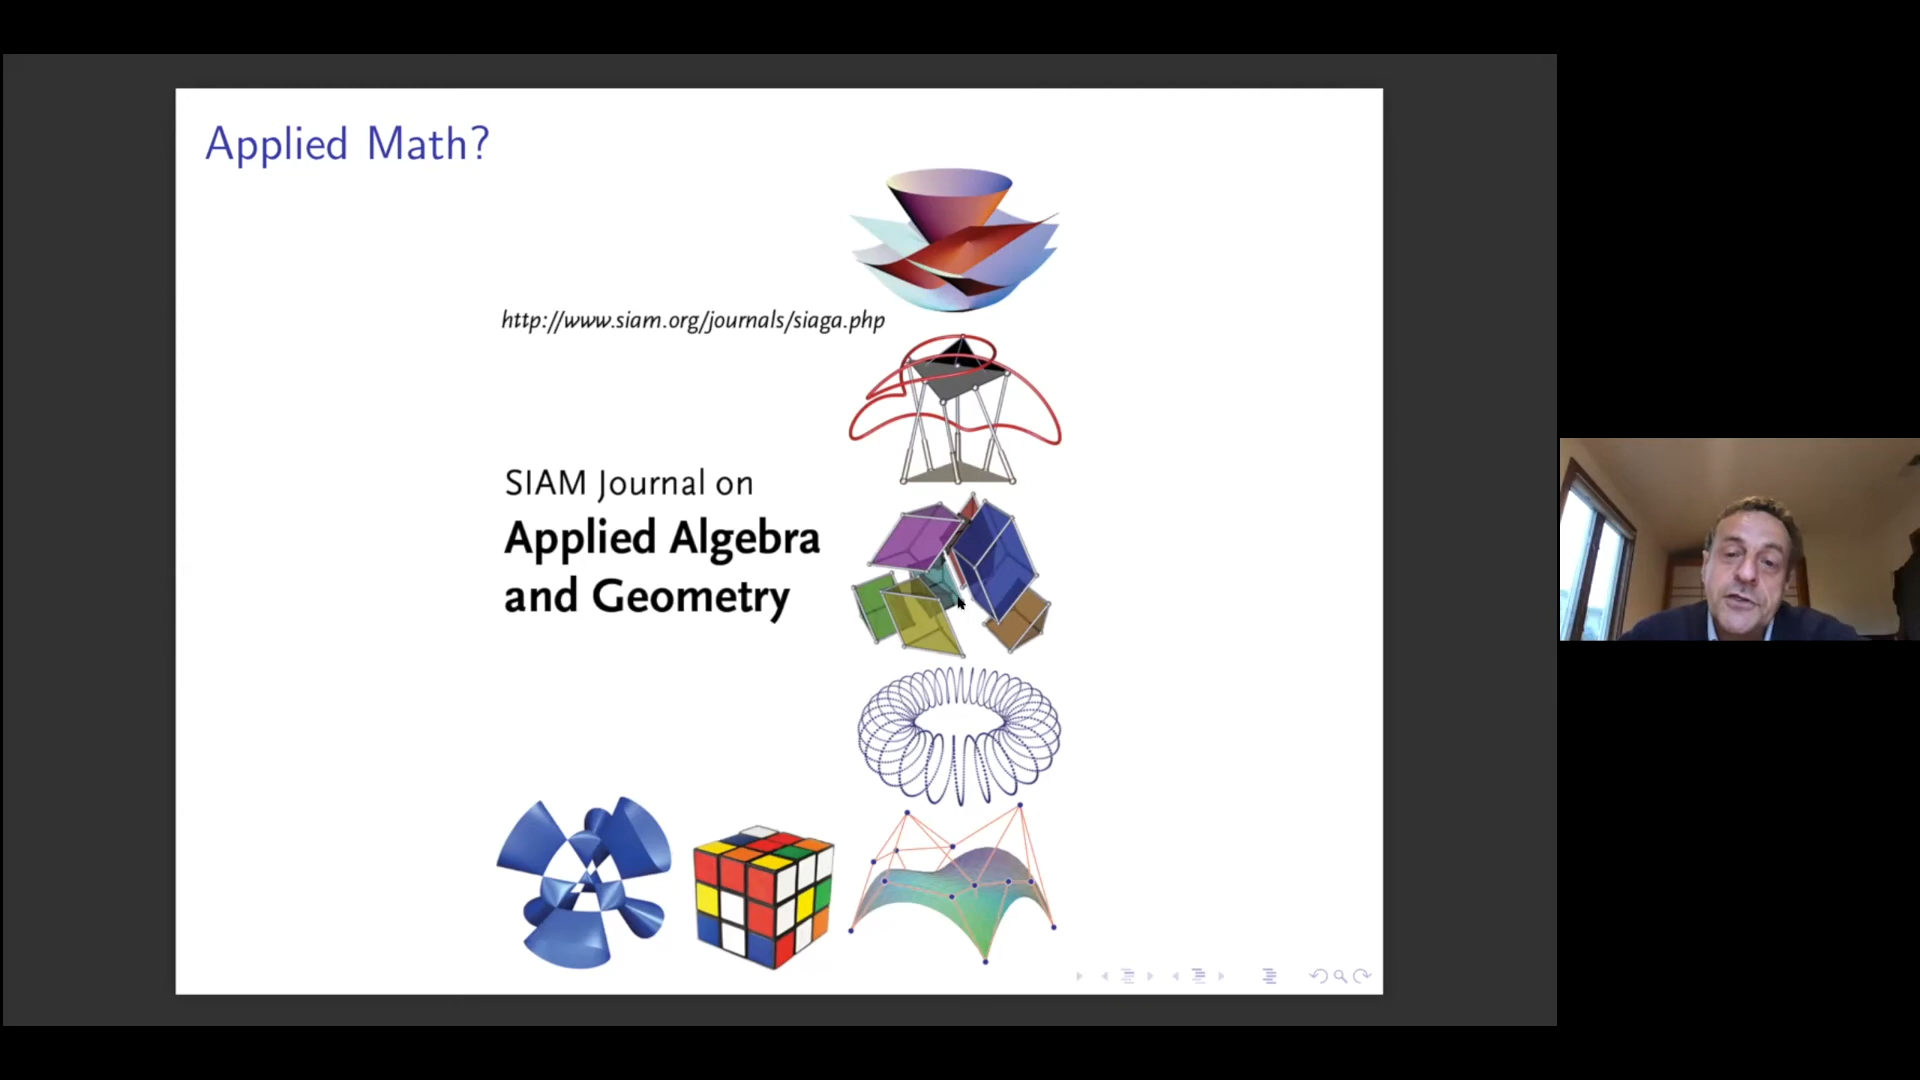 Applied Math?
http://www.siam.org/journals/siaga.php
SIAM Journal on
Applied Algebra
and Geometry